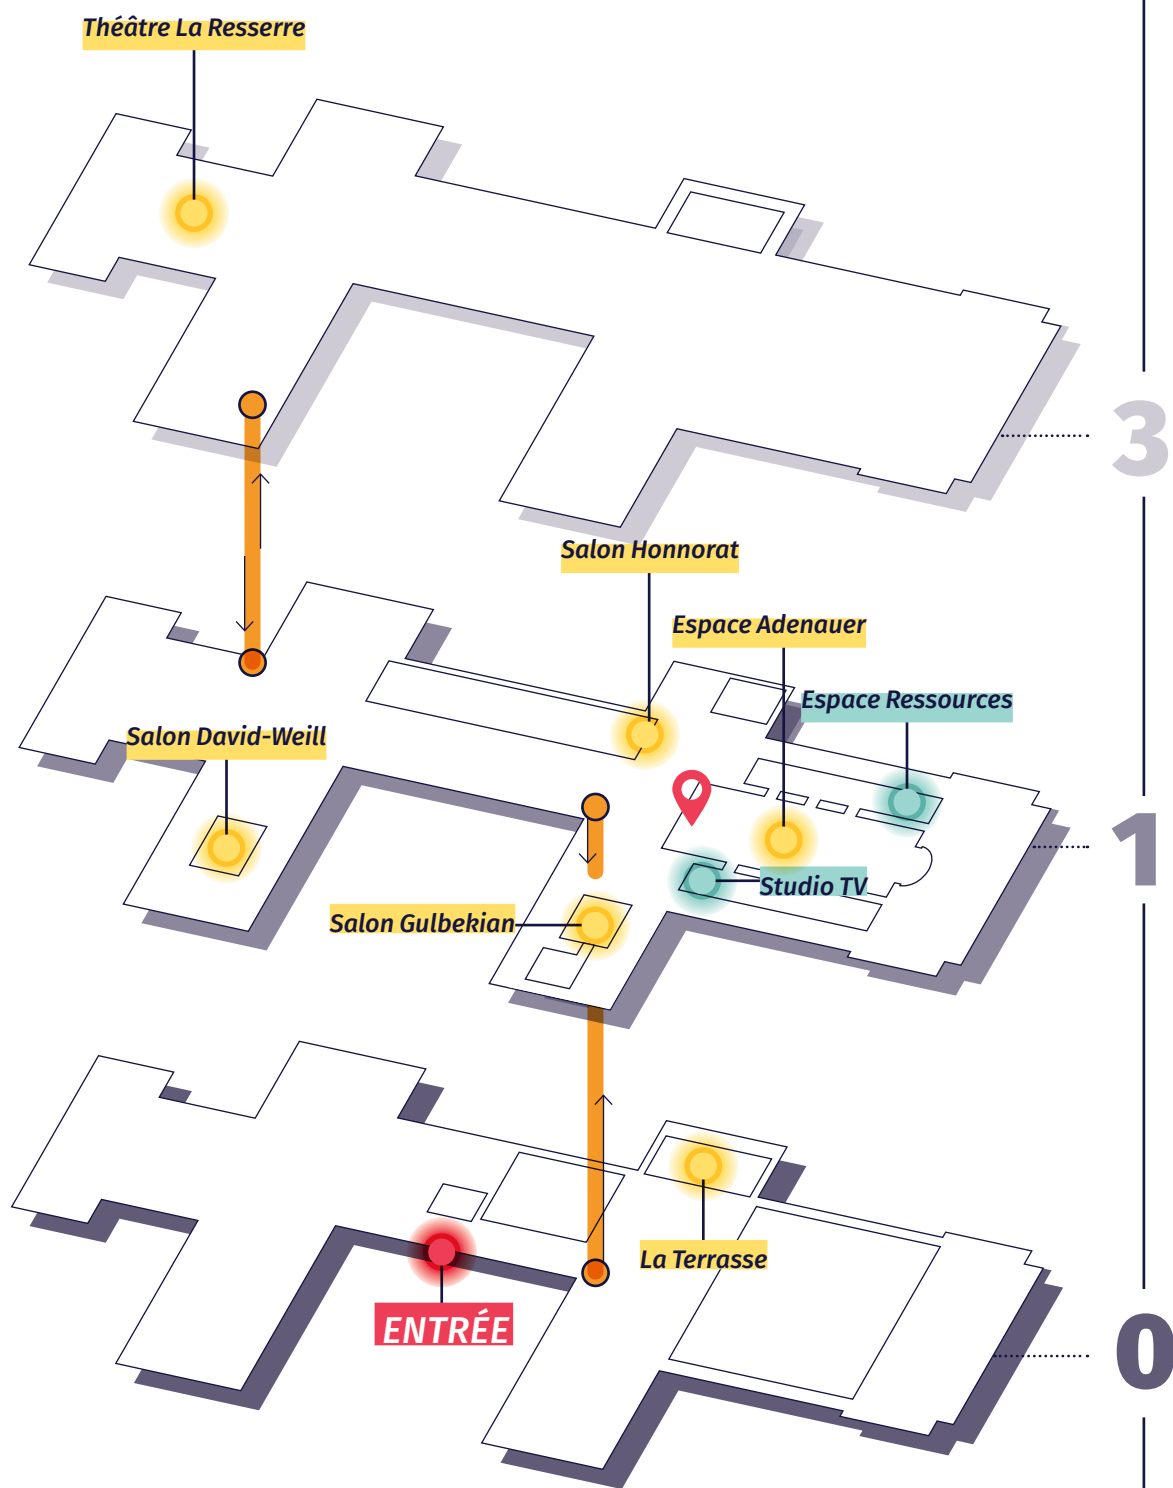 Théâtre La Resserre
3
Salon Honnorat
Espace Adenauer
Espace Ressources
Salon David-Weill
1
Studio TV
Salon Gulbekian
La Terrasse
ENTRÉE
0